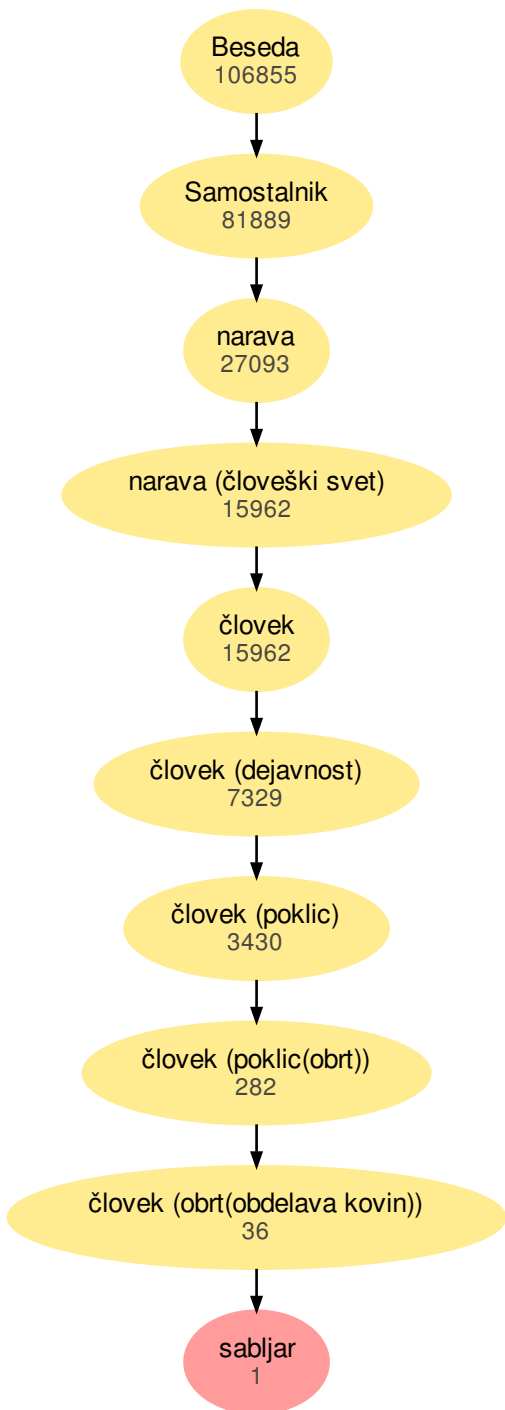 Beseda
106855
Samostalnik
81889
narava
27093
narava (človeški svet)
15962
človek
15962
človek (dejavnost)
7329
človek (poklic)
3430
človek (poklic(obrt))
282
človek (obrt(obdelava kovin))
36
sabljar
1